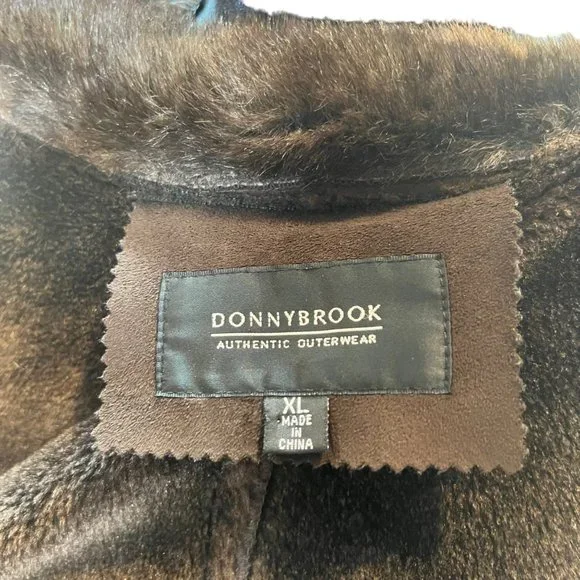 DONNYBROOK
AUTHENTIC OUTERWEAR
XL
MADE
IN
CHINA